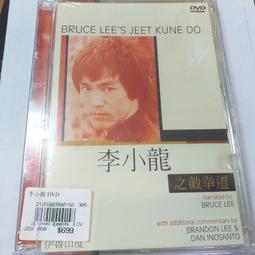 DVD
BRUCE LEE'S JEET KUNE DO
李小龍
之截拳道
narrated by
BRUCE LEE
with additional commentary by
BRANDON LEE &
DAN INOSANTO
李小龍 DVD
$699